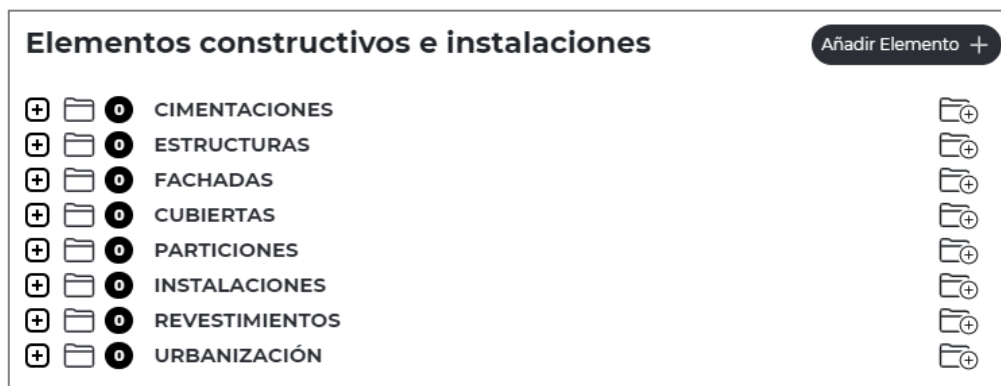 Elementos constructivos e instalaciones
Añadir Elemento +
0 CIMENTACIONES
0 ESTRUCTURAS
0 FACHADAS
0 CUBIERTAS
0 PARTICIONES
0 INSTALACIONES
0 REVESTIMIENTOS
0 URBANIZACIÓN